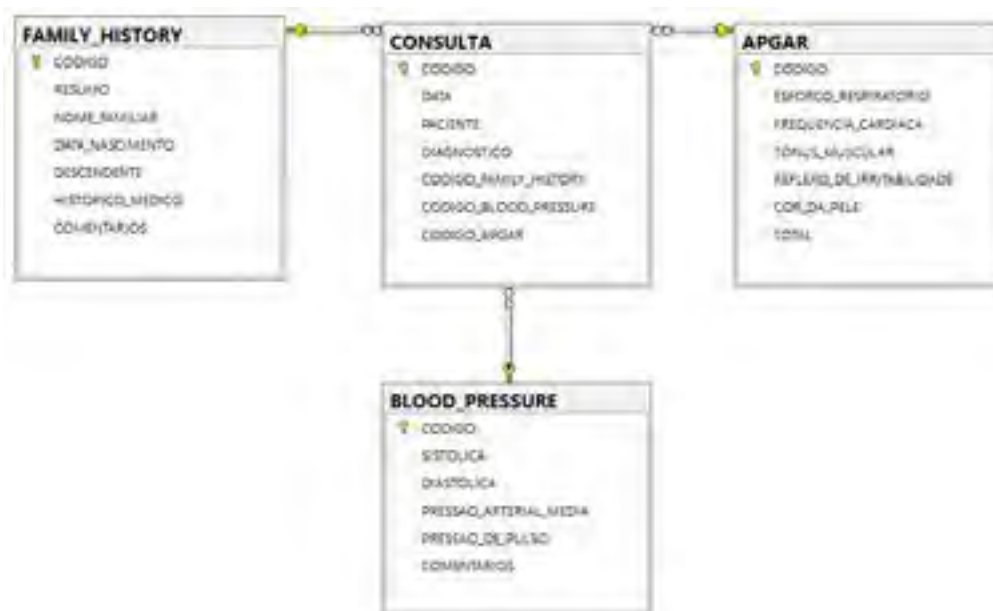 FAMILY_HISTORY
CODIGO
RESUMO
NOME_FAMILIAR
DATA_NASCIMENTO
DESCENDENTE
HISTORICO_MEDICO
COMENTARIOS
CONSULTA
CODIGO
DATA
PACIENTE
DIAGNOSTICO
CODIGO_FAMILY_HISTORY
CODIGO_BLOOD_PRESSURE
CODIGO_APGAR
APGAR
CODIGO
ESFORCO_RESPIRATORIO
FREQUENCIA_CARDIACA
TONUS_MUSCULAR
REFLEXO_DE_IRRITABILIDADE
COR_DA_PELE
TOTAL
BLOOD_PRESSURE
CODIGO
SISTOLICA
DIASTOLICA
PRESSAO_ARTERIAL_MEDIA
PRESSAO_DE_PULSO
COMENTARIOS